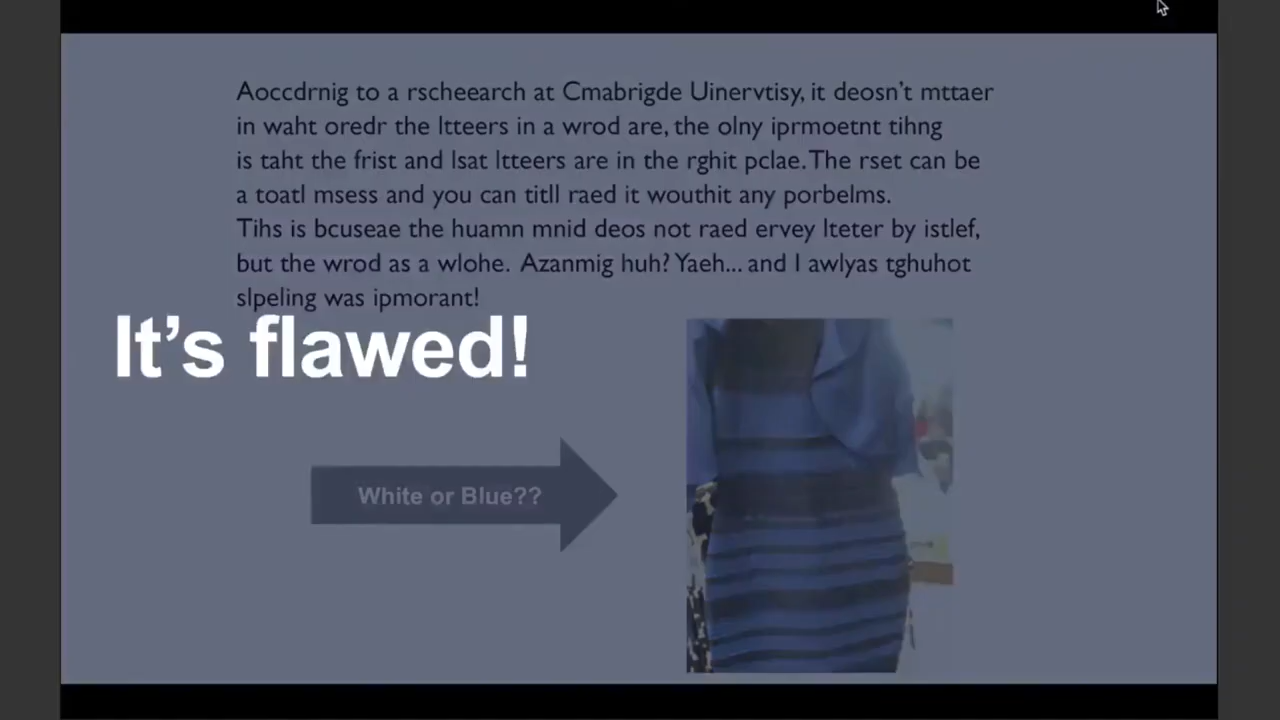 Aoccdrnig to a rscheearch at Cmabrigde Uinervtisy, it deosn’t mttaer
in waht oredr the ltteers in a wrod are, the olny iprmoetnt tihng
is taht the frist and lsat ltteers are in the rghit pclae. The rset can be
a toatl msess and you can titll raed it wouthit any porbelms.
Tihs is bcuseae the huamn mnid deos not raed ervey lteter by istlef,
but the wrod as a wlohe. Azanmig huh? Yaeh... and I awlyas tghuhot
slpeling was ipmorant!
It’s flawed!
White or Blue??